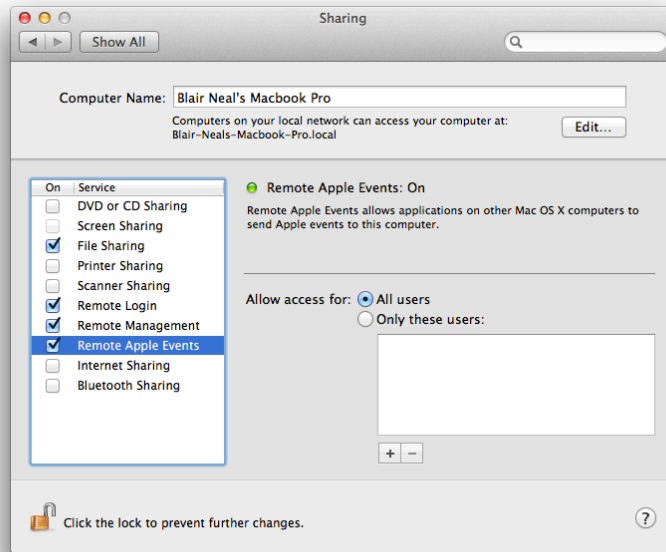 Sharing
Show All
Computer Name: Blair Neal's Macbook Pro
Computers on your local network can access your computer at:
Blair-Neals-Macbook-Pro.local
Edit...
On Service
DVD or CD Sharing
Screen Sharing
File Sharing
Printer Sharing
Scanner Sharing
Remote Login
Remote Management
Remote Apple Events
Internet Sharing
Bluetooth Sharing
Remote Apple Events: On
Remote Apple Events allows applications on other Mac OS X computers to
send Apple events to this computer.
Allow access for: All users
Only these users:
+ −
Click the lock to prevent further changes.
?